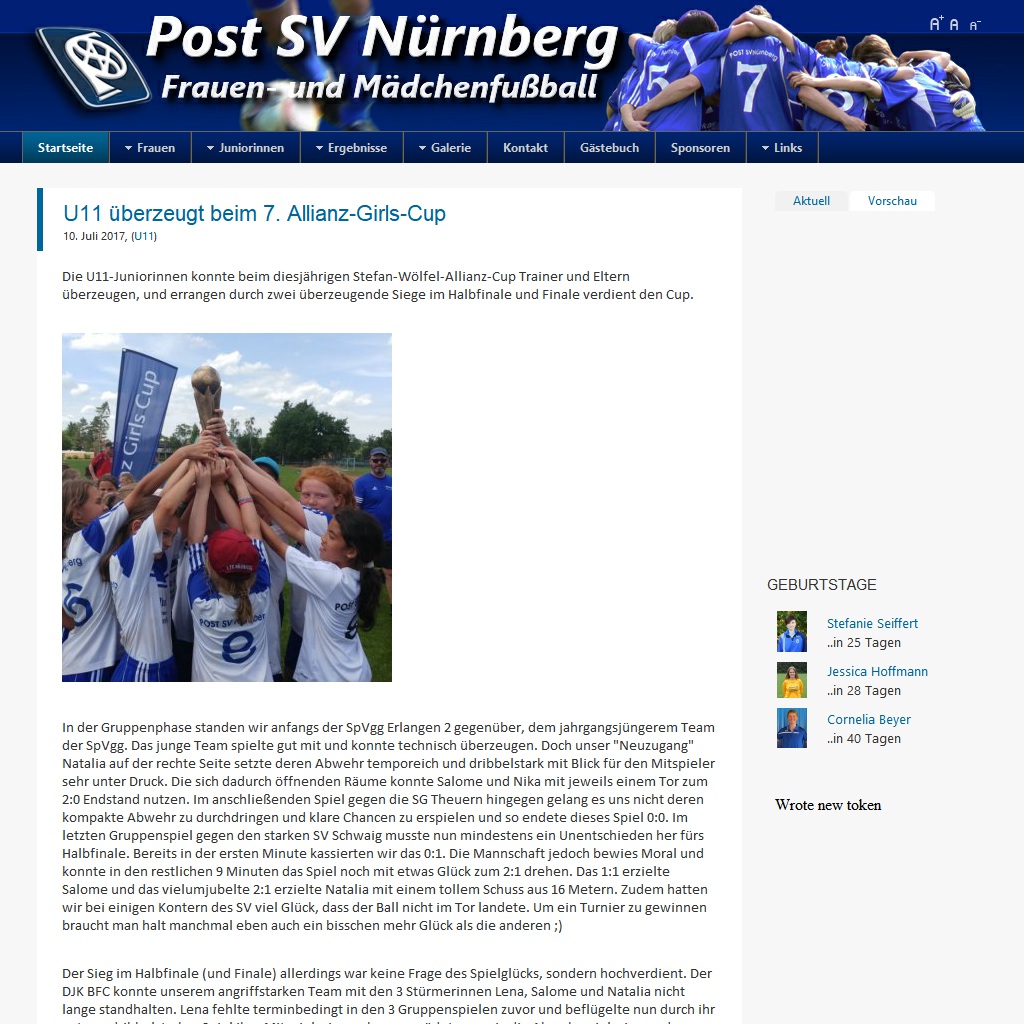 Post SV Nürnberg
Frauen- und Mädchenfußball
A+ A A-
Startseite Frauen Juniorinnen Ergebnisse Galerie Kontakt Gästebuch Sponsoren Links
U11 überzeugt beim 7. Allianz-Girls-Cup
10. Juli 2017, (U11)
Die U11-Juniorinnen konnte beim diesjährigen Stefan-Wölfel-Allianz-Cup Trainer und Eltern
überzeugen, und errangen durch zwei überzeugende Siege im Halbfinale und Finale verdient den Cup.
z Girls Cup
POST SV
In der Gruppenphase standen wir anfangs der SpVgg Erlangen 2 gegenüber, dem jahrgangsjüngerem Team
der SpVgg. Das junge Team spielte gut mit und konnte technisch überzeugen. Doch unser "Neuzugang"
Natalia auf der rechte Seite setzte deren Abwehr temporeich und dribbelstark mit Blick für den Mitspieler
sehr unter Druck. Die sich dadurch öffnenden Räume konnte Salome und Nika mit jeweils einem Tor zum
2:0 Endstand nutzen. Im anschließenden Spiel gegen die SG Theuern hingegen gelang es uns nicht deren
kompakte Abwehr zu durchdringen und klare Chancen zu erspielen und so endete dieses Spiel 0:0. Im
letzten Gruppenspiel gegen den starken SV Schwaig musste nun mindestens ein Unentschieden her fürs
Halbfinale. Bereits in der ersten Minute kassierten wir das 0:1. Die Mannschaft jedoch bewies Moral und
konnte in den restlichen 9 Minuten das Spiel noch mit etwas Glück zum 2:1 drehen. Das 1:1 erzielte
Salome und das vielumjubelte 2:1 erzielte Natalia mit einem tollem Schuss aus 16 Metern. Zudem hatten
wir bei einigen Kontern des SV viel Glück, dass der Ball nicht im Tor landete. Um ein Turnier zu gewinnen
braucht man halt manchmal eben auch ein bisschen mehr Glück als die anderen ;)
Der Sieg im Halbfinale (und Finale) allerdings war keine Frage des Spielglücks, sondern hochverdient. Der
DJK BFC konnte unserem angriffstarken Team mit den 3 Stürmerinnen Lena, Salome und Natalia nicht
lange standhalten. Lena fehlte terminbedingt in den 3 Gruppenspielen zuvor und beflügelte nun durch ihr
Aktuell Vorschau
GEBURTSTAGE
Stefanie Seiffert
..in 25 Tagen
Jessica Hoffmann
..in 28 Tagen
Cornelia Beyer
..in 40 Tagen
Wrote new token